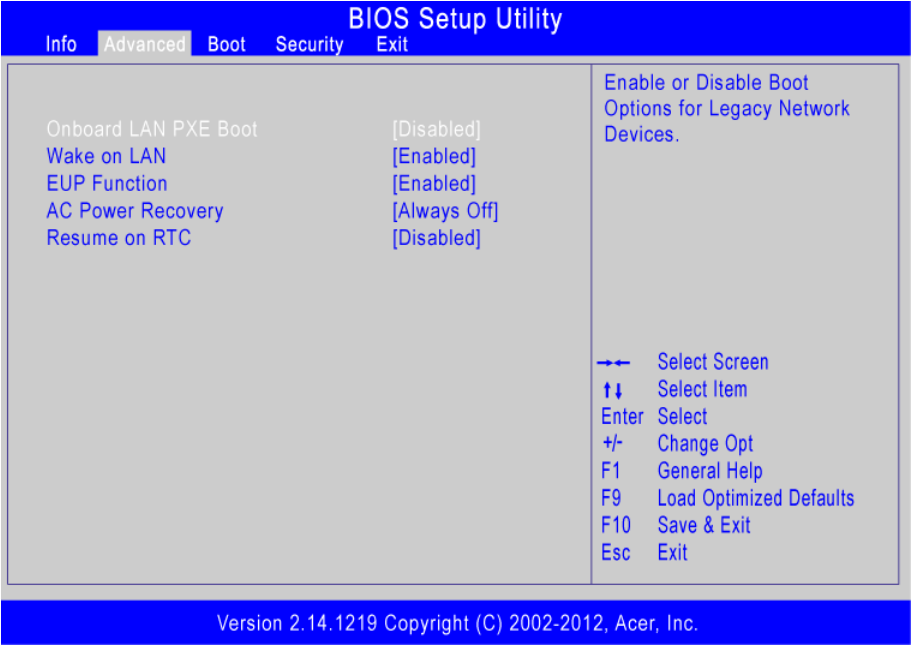 BIOS Setup Utility
Info Advanced Boot Security Exit
Onboard LAN PXE Boot [Disabled]
Wake on LAN [Enabled]
EUP Function [Enabled]
AC Power Recovery [Always Off]
Resume on RTC [Disabled]
Enable or Disable Boot
Options for Legacy Network
Devices.
→← Select Screen
↑↓ Select Item
Enter Select
+/- Change Opt
F1 General Help
F9 Load Optimized Defaults
F10 Save & Exit
Esc Exit
Version 2.14.1219 Copyright (C) 2002-2012, Acer, Inc.